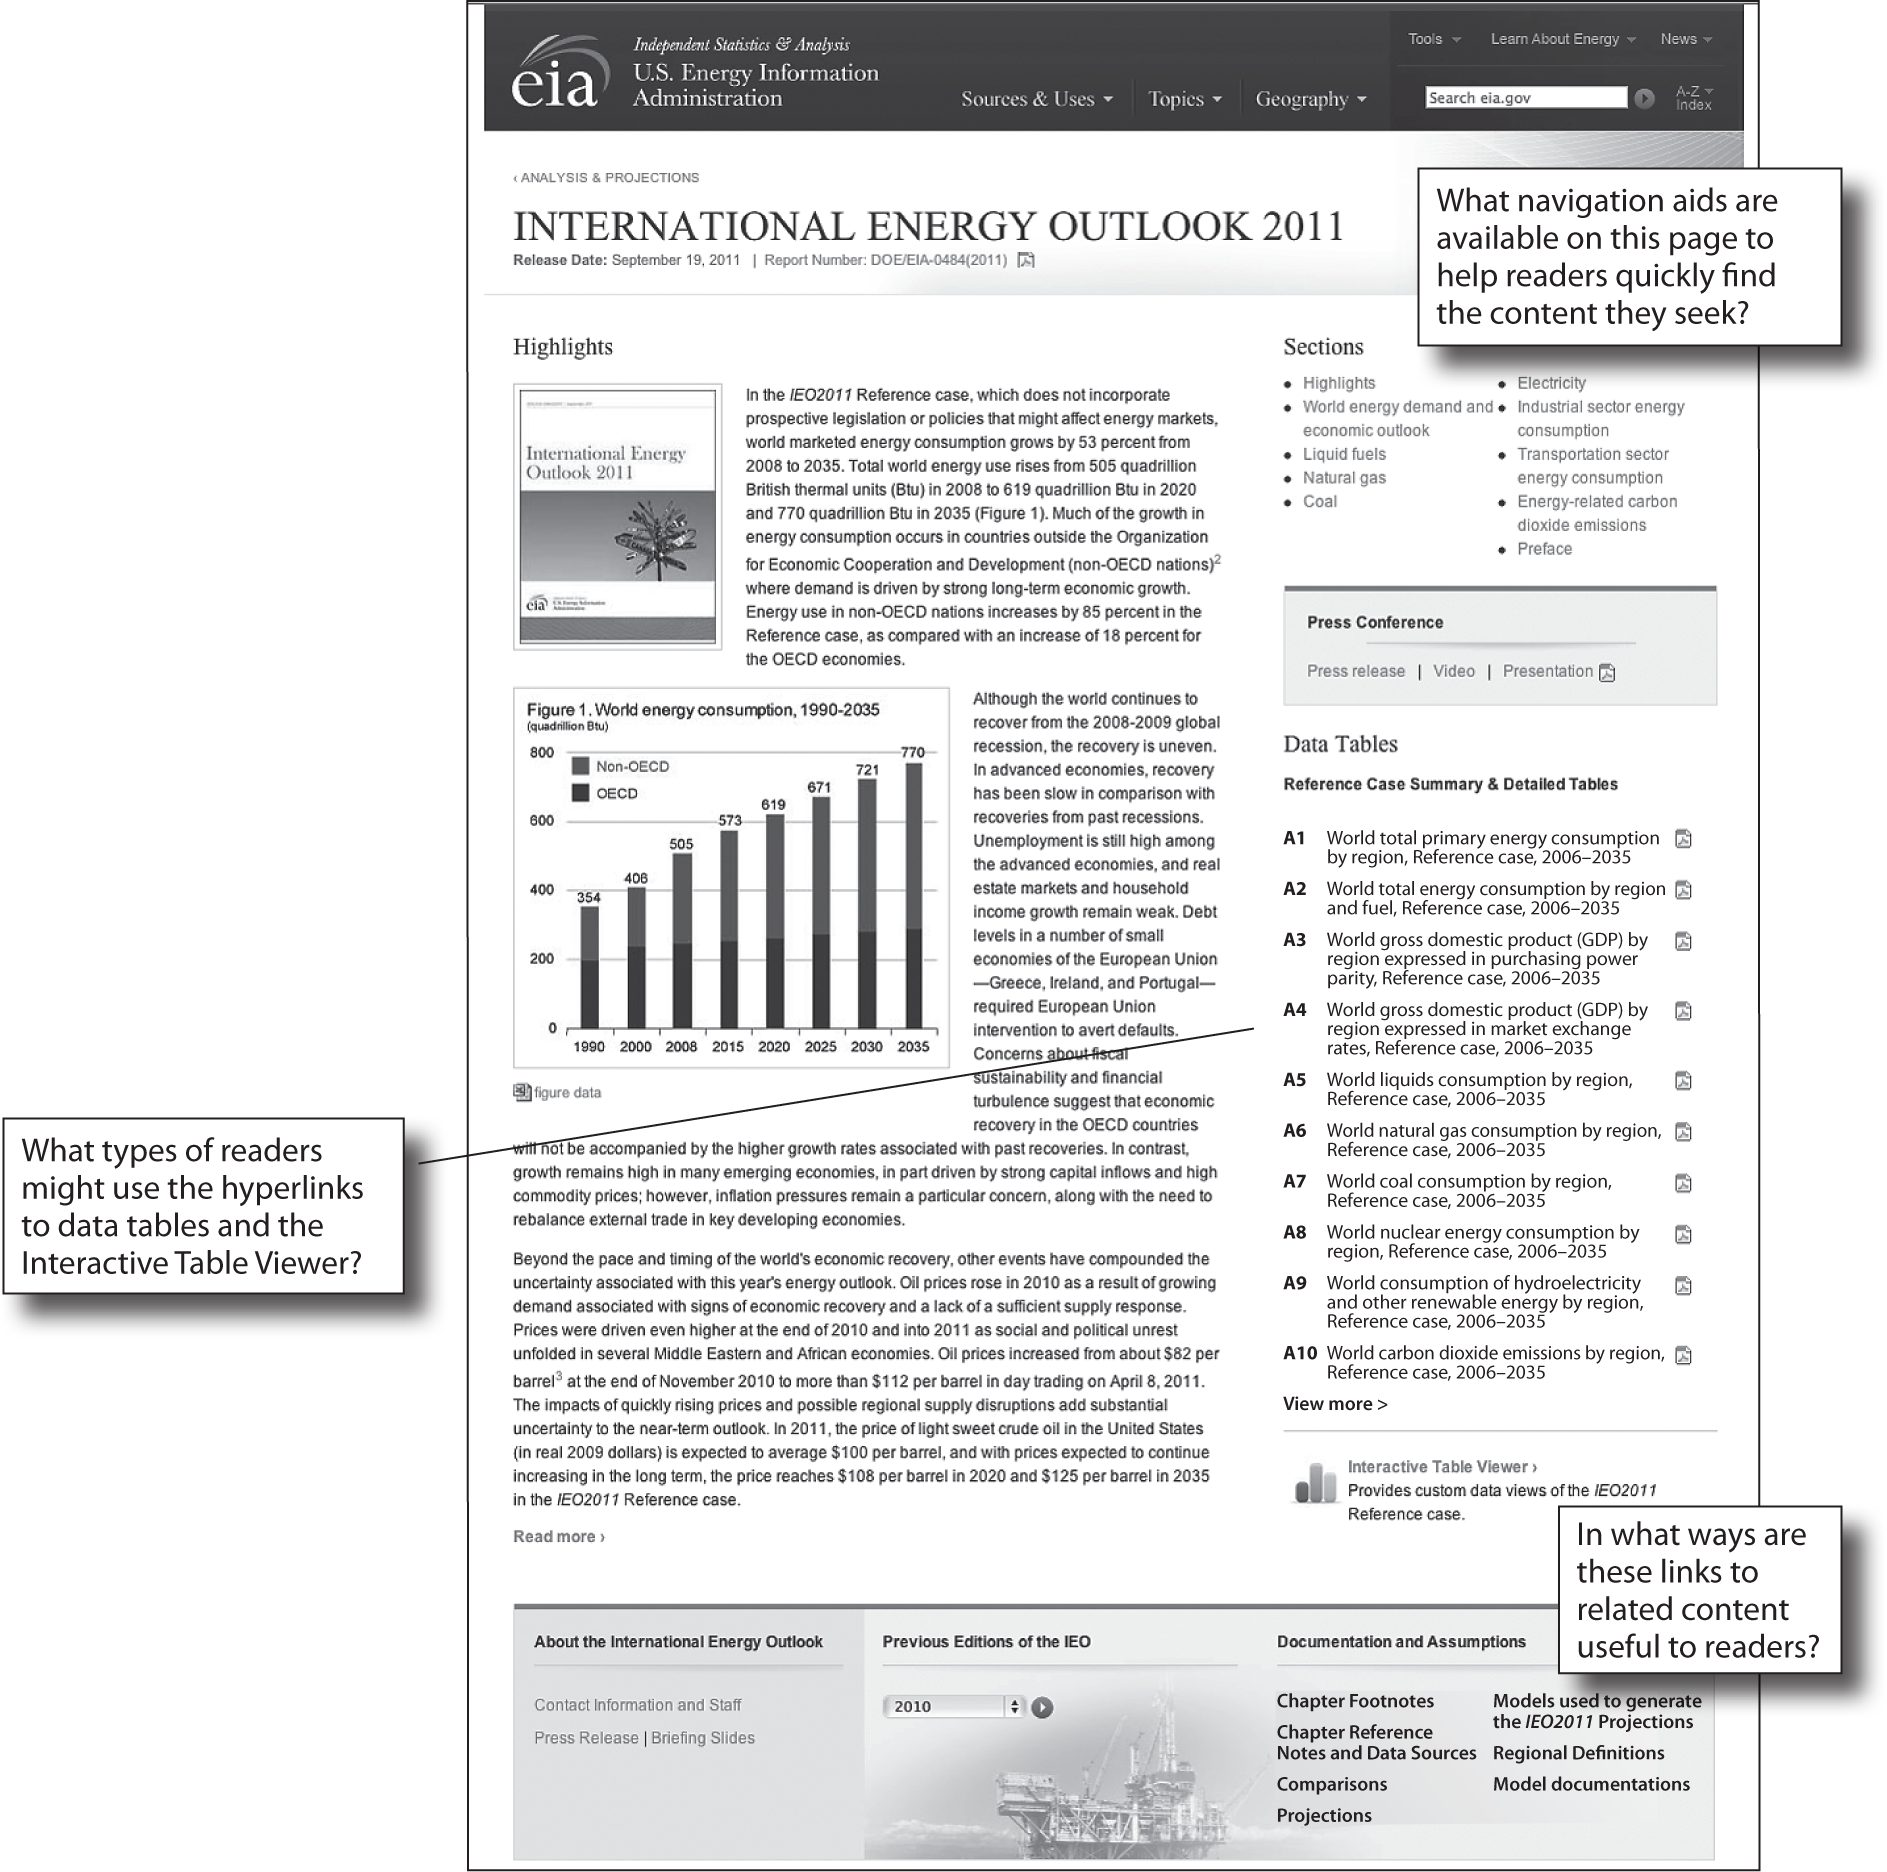 eia
Independent Statistics & Analysis
U.S. Energy Information
Administration
Sources & Uses
Topics
Geography
Tools
Learn About Energy
News
Search eia.gov
A-Z
Index
‹ ANALYSIS & PROJECTIONS
INTERNATIONAL ENERGY OUTLOOK 2011
Release Date: September 19, 2011 | Report Number: DOE/EIA-0484(2011)
What navigation aids are
available on this page to
help readers quickly find
the content they seek?
Highlights
International Energy
Outlook 2011
eia
U.S. Energy Information
Administration
In the IEO2011 Reference case, which does not incorporate
prospective legislation or policies that might affect energy markets,
world marketed energy consumption grows by 53 percent from
2008 to 2035. Total world energy use rises from 505 quadrillion
British thermal units (Btu) in 2008 to 619 quadrillion Btu in 2020
and 770 quadrillion Btu in 2035 (Figure 1). Much of the growth in
energy consumption occurs in countries outside the Organization
for Economic Cooperation and Development (non-OECD nations)2
where demand is driven by strong long-term economic growth.
Energy use in non-OECD nations increases by 85 percent in the
Reference case, as compared with an increase of 18 percent for
the OECD economies.
Figure 1. World energy consumption, 1990-2035
(quadrillion Btu)
800
600
400
200
0
Non-OECD
OECD
354
406
505
573
619
671
721
770
1990 2000 2008 2015 2020 2025 2030 2035
figure data
Although the world continues to
recover from the 2008-2009 global
recession, the recovery is uneven.
In advanced economies, recovery
has been slow in comparison with
recoveries from past recessions.
Unemployment is still high among
the advanced economies, and real
estate markets and household
income growth remain weak. Debt
levels in a number of small
economies of the European Union
—Greece, Ireland, and Portugal—
required European Union
intervention to avert defaults.
Concerns about fiscal
sustainability and financial
turbulence suggest that economic
recovery in the OECD countries
will not be accompanied by the higher growth rates associated with past recoveries. In contrast,
growth remains high in many emerging economies, in part driven by strong capital inflows and high
commodity prices; however, inflation pressures remain a particular concern, along with the need to
rebalance external trade in key developing economies.
What types of readers
might use the hyperlinks
to data tables and the
Interactive Table Viewer?
Beyond the pace and timing of the world's economic recovery, other events have compounded the
uncertainty associated with this year's energy outlook. Oil prices rose in 2010 as a result of growing
demand associated with signs of economic recovery and a lack of a sufficient supply response.
Prices were driven even higher at the end of 2010 and into 2011 as social and political unrest
unfolded in several Middle Eastern and African economies. Oil prices increased from about $82 per
barrel3 at the end of November 2010 to more than $112 per barrel in day trading on April 8, 2011.
The impacts of quickly rising prices and possible regional supply disruptions add substantial
uncertainty to the near-term outlook. In 2011, the price of light sweet crude oil in the United States
(in real 2009 dollars) is expected to average $100 per barrel, and with prices expected to continue
increasing in the long term, the price reaches $108 per barrel in 2020 and $125 per barrel in 2035
in the IEO2011 Reference case.
Read more ›
Sections
Highlights
World energy demand and
economic outlook
Liquid fuels
Natural gas
Coal
Electricity
Industrial sector energy
consumption
Transportation sector
energy consumption
Energy-related carbon
dioxide emissions
Preface
Press Conference
Press release | Video | Presentation
Data Tables
Reference Case Summary & Detailed Tables
A1 World total primary energy consumption
by region, Reference case, 2006–2035
A2 World total energy consumption by region
and fuel, Reference case, 2006–2035
A3 World gross domestic product (GDP) by
region expressed in purchasing power
parity, Reference case, 2006–2035
A4 World gross domestic product (GDP) by
region expressed in market exchange
rates, Reference case, 2006–2035
A5 World liquids consumption by region,
Reference case, 2006–2035
A6 World natural gas consumption by region,
Reference case, 2006–2035
A7 World coal consumption by region,
Reference case, 2006–2035
A8 World nuclear energy consumption by
region, Reference case, 2006–2035
A9 World consumption of hydroelectricity
and other renewable energy by region,
Reference case, 2006–2035
A10 World carbon dioxide emissions by region,
Reference case, 2006–2035
View more >
Interactive Table Viewer ›
Provides custom data views of the IEO2011
Reference case.
In what ways are
these links to
related content
useful to readers?
About the International Energy Outlook
Contact Information and Staff
Press Release | Briefing Slides
Previous Editions of the IEO
2010
Documentation and Assumptions
Chapter Footnotes
Chapter Reference
Notes and Data Sources
Comparisons
Projections
Models used to generate
the IEO2011 Projections
Regional Definitions
Model documentations